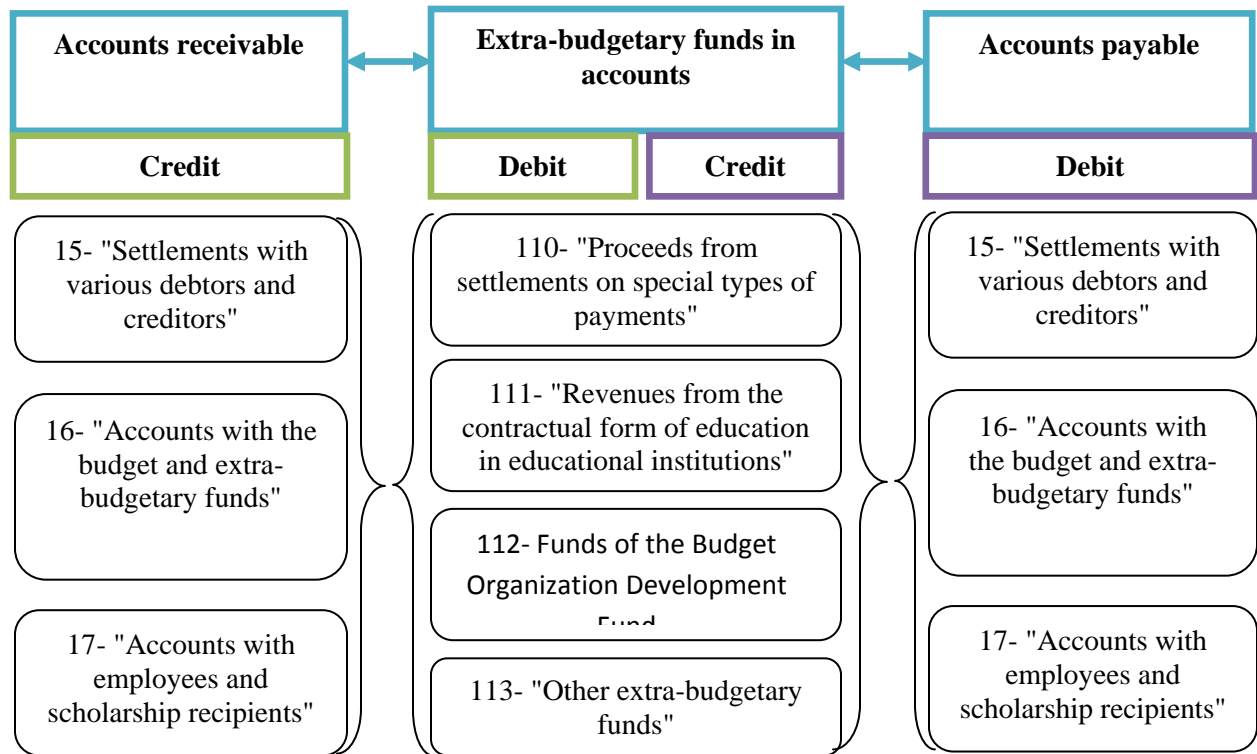 Accounts receivable
Extra-budgetary funds in
accounts
Accounts payable
Credit
Debit
Credit
Debit
15- "Settlements with
various debtors and
creditors"
16- "Accounts with the
budget and extra-
budgetary funds"
17- "Accounts with
employees and
scholarship recipients"
110- "Proceeds from
settlements on special types of
payments"
111- "Revenues from the
contractual form of education
in educational institutions"
112- Funds of the Budget
Organization Development
Fund
113- "Other extra-budgetary
funds"
15- "Settlements with
various debtors and
creditors"
16- "Accounts with
the budget and extra-
budgetary funds"
17- "Accounts with
employees and
scholarship recipients"